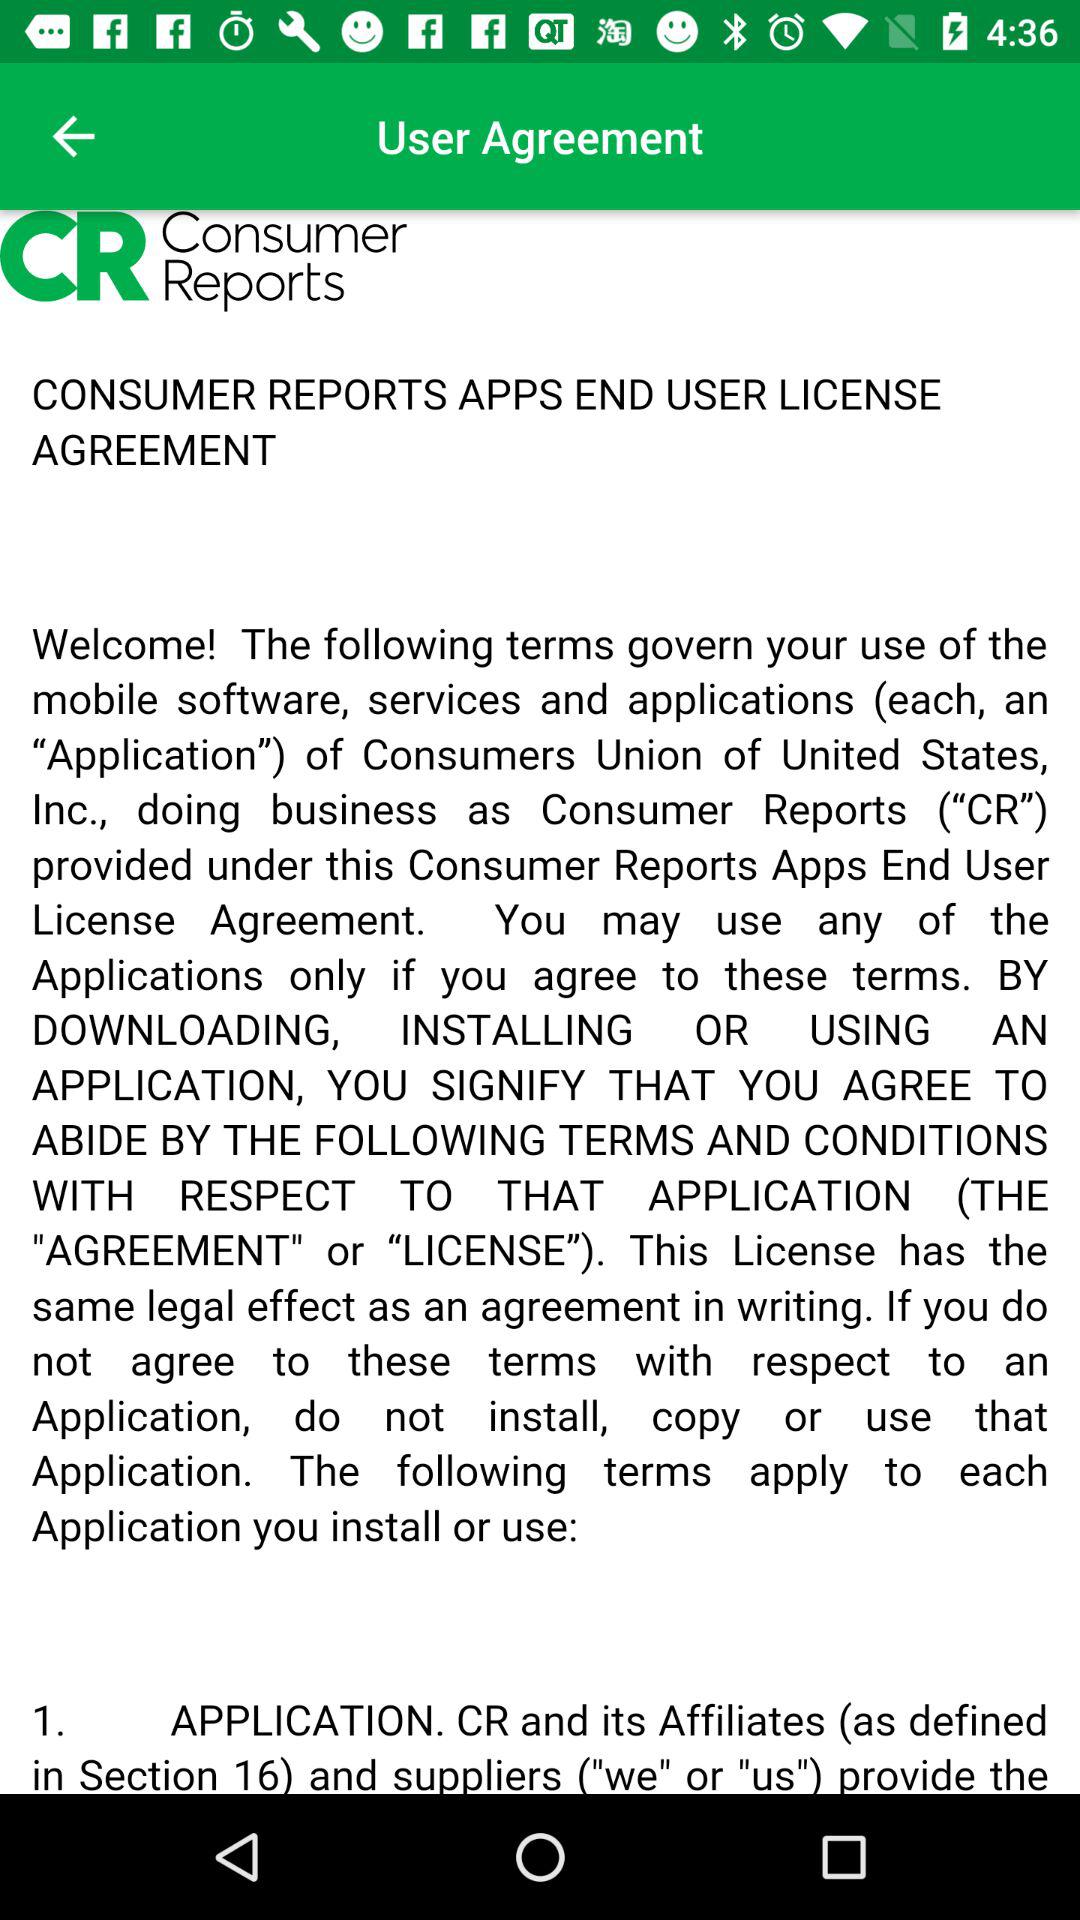 QT 淘 4:36
User Agreement
CR Consumer
Reports
CONSUMER REPORTS APPS END USER LICENSE
AGREEMENT
Welcome!  The following terms govern your use of the
mobile software, services and applications (each, an
“Application”) of Consumers Union of United States,
Inc., doing business as Consumer Reports (“CR”)
provided under this Consumer Reports Apps End User
License Agreement.  You may use any of the
Applications only if you agree to these terms. BY
DOWNLOADING, INSTALLING OR USING AN
APPLICATION, YOU SIGNIFY THAT YOU AGREE TO
ABIDE BY THE FOLLOWING TERMS AND CONDITIONS
WITH RESPECT TO THAT APPLICATION (THE
"AGREEMENT" or “LICENSE”). This License has the
same legal effect as an agreement in writing. If you do
not agree to these terms with respect to an
Application, do not install, copy or use that
Application. The following terms apply to each
Application you install or use:
1. APPLICATION. CR and its Affiliates (as defined
in Section 16) and suppliers ("we" or "us") provide the